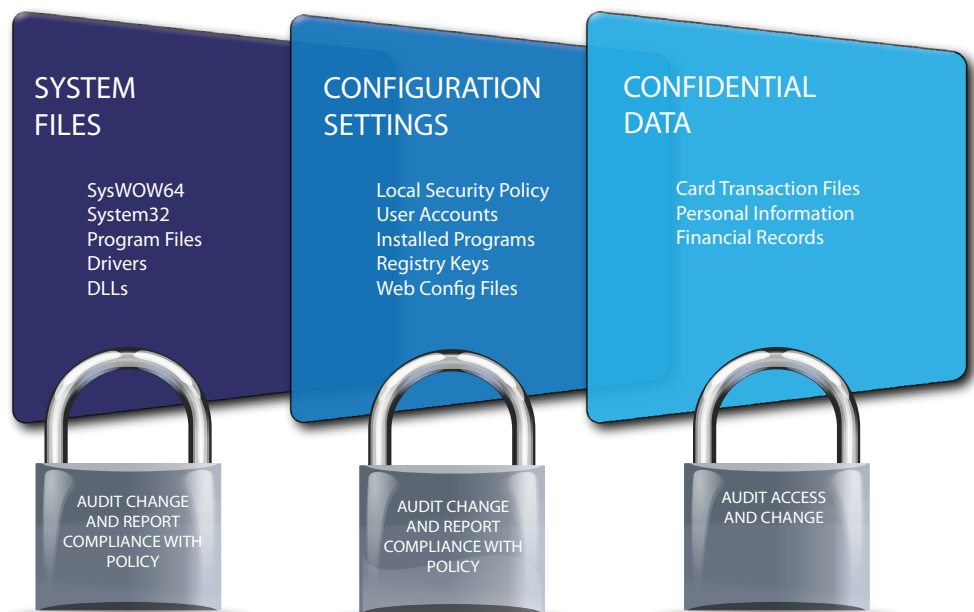 SYSTEM
FILES
SysWOW64
System32
Program Files
Drivers
DLLs
AUDIT CHANGE
AND REPORT
COMPLIANCE WITH
POLICY
CONFIGURATION
SETTINGS
Local Security Policy
User Accounts
Installed Programs
Registry Keys
Web Config Files
AUDIT CHANGE
AND REPORT
COMPLIANCE WITH
POLICY
CONFIDENTIAL
DATA
Card Transaction Files
Personal Information
Financial Records
AUDIT ACCESS
AND CHANGE